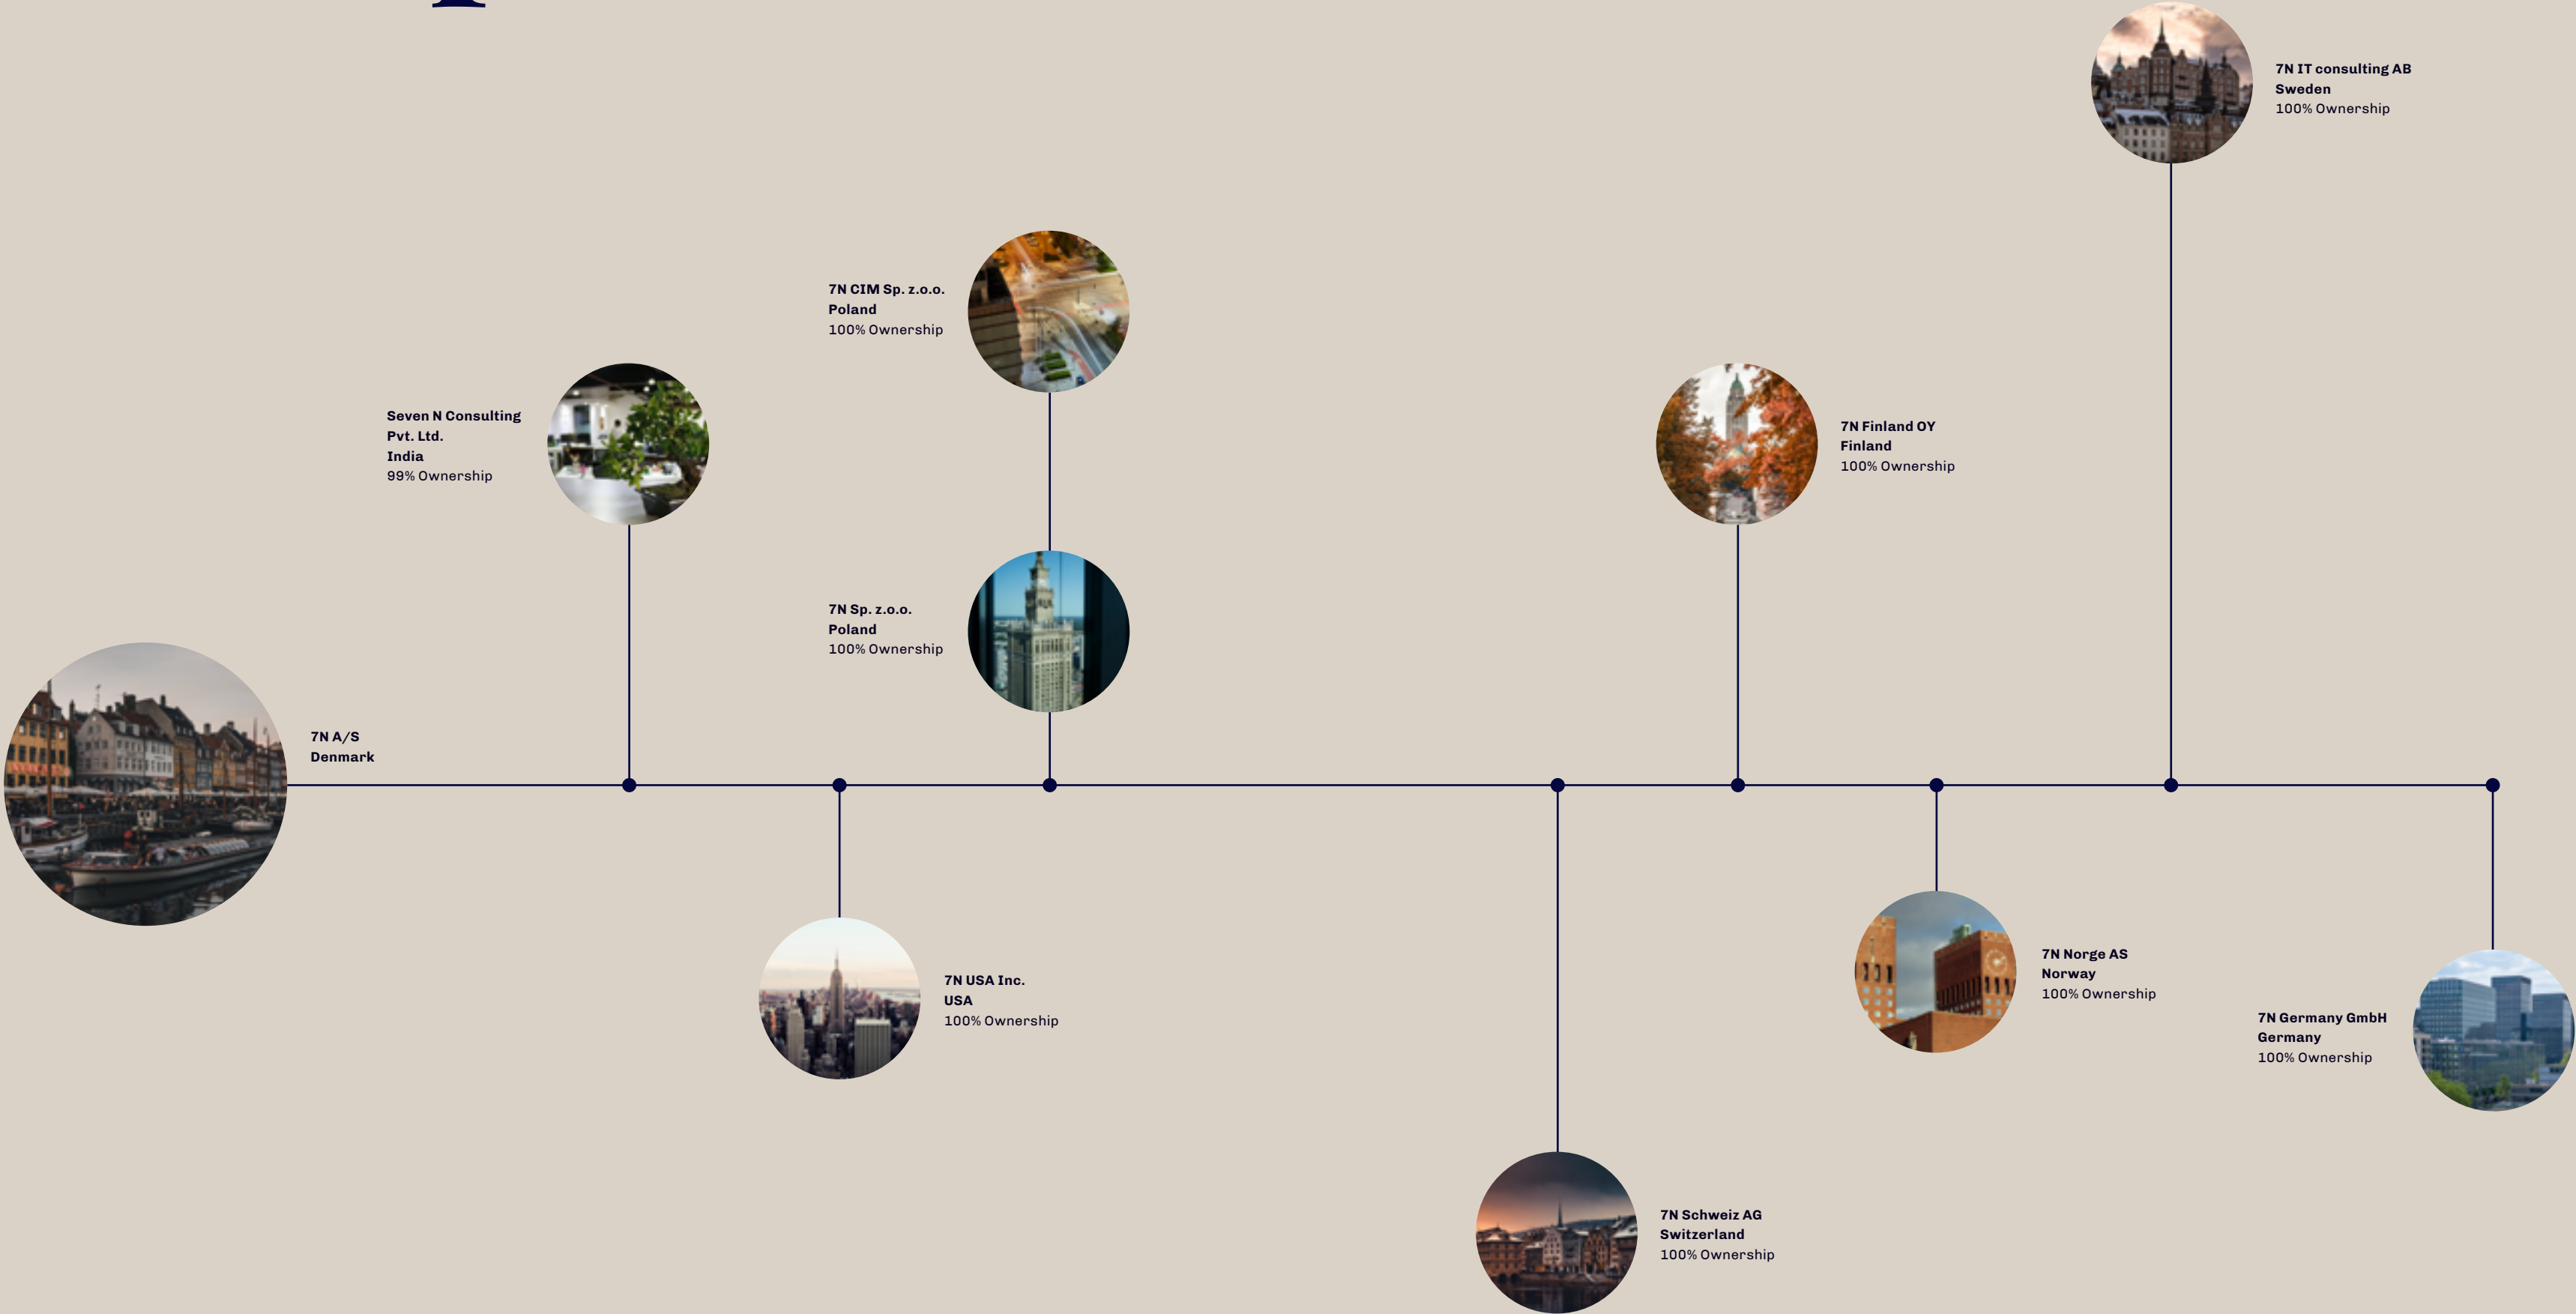 7N IT consulting AB
Sweden
100% Ownership
7N CIM Sp. z.o.o.
Poland
100% Ownership
Seven N Consulting
Pvt. Ltd.
India
99% Ownership
7N Finland OY
Finland
100% Ownership
7N Sp. z.o.o.
Poland
100% Ownership
7N A/S
Denmark
7N USA Inc.
USA
100% Ownership
7N Norge AS
Norway
100% Ownership
7N Germany GmbH
Germany
100% Ownership
7N Schweiz AG
Switzerland
100% Ownership